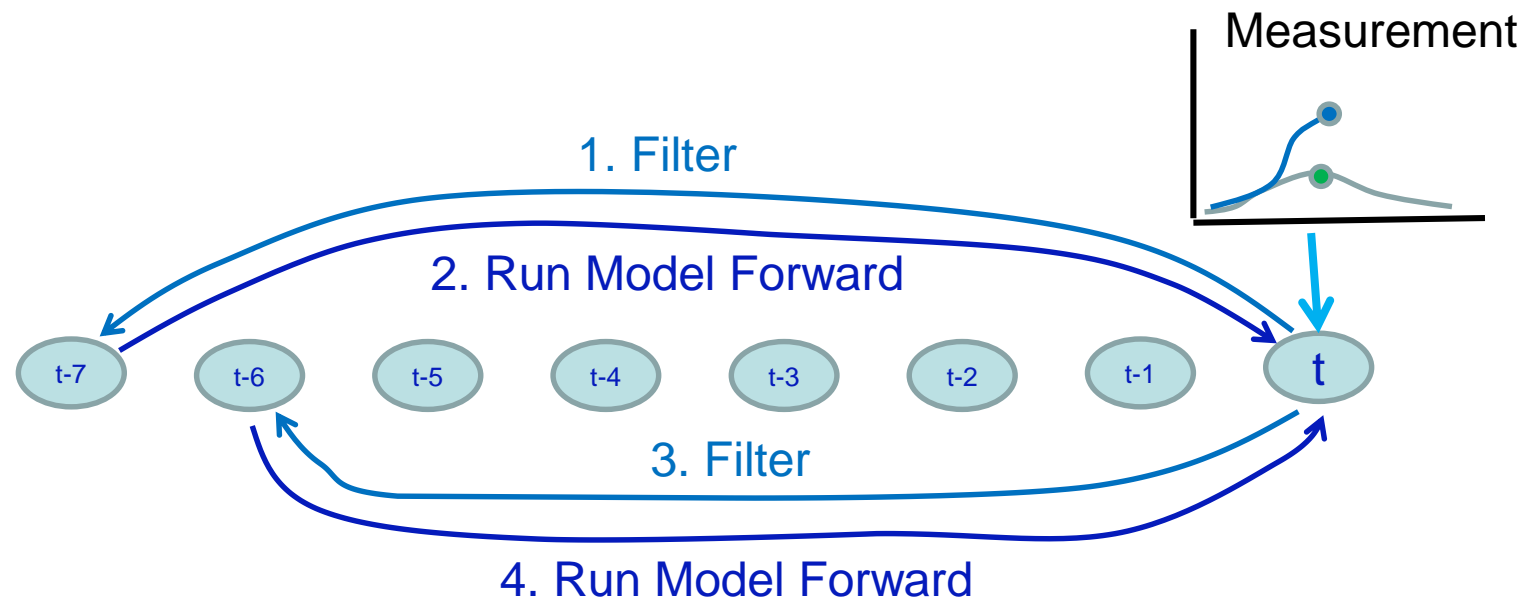 Measurement
1. Filter
2. Run Model Forward
t-7
t-6
t-5
t-4
t-3
t-2
t-1
t
3. Filter
4. Run Model Forward